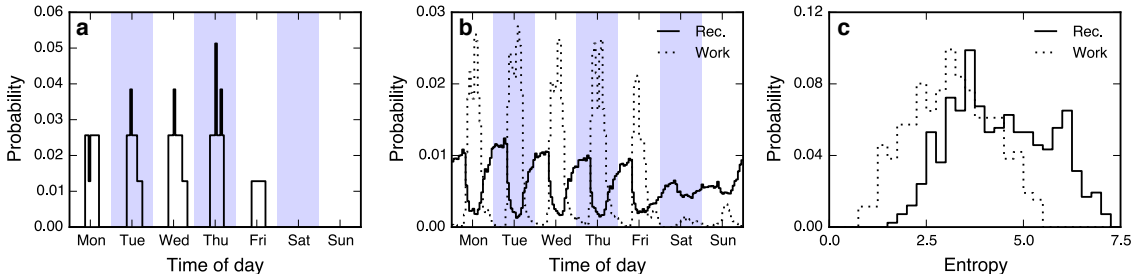 a
Probability
0.06
0.05
0.04
0.03
0.02
0.01
0.00
Mon Tue Wed Thu Fri Sat Sun
Time of day
b
Rec.
Work
Probability
0.03
0.02
0.01
0.00
Mon Tue Wed Thu Fri Sat Sun
Time of day
c
Rec.
Work
Probability
0.12
0.08
0.04
0.00
0.0 2.5 5.0 7.5
Entropy